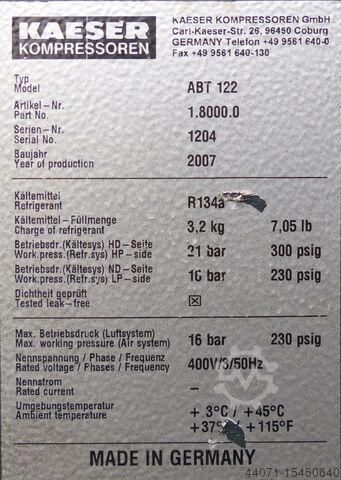 KAESER
KOMPRESSOREN
KAESER KOMPRESSOREN GmbH
Carl-Kaeser-Str. 26, 96450 Coburg
GERMANY Telefon +49 9561 640-0
Fax +49 9561 640-130
Typ
Model ABT 122
Artikel-Nr.
Part No. 1.8000.0
Serien-Nr.
Serial No. 1204
Baujahr
Year of production 2007
Kältemittel
Refrigerant R134a
Kältemittel-Füllmenge
Charge of refrigerant 3,2 kg 7,05 lb
Betriebsdr.(Kältesys) HD-Seite
Work.press.(Refr.sys) HP-side 21 bar 300 psig
Betriebsdr.(Kältesys) ND-Seite
Work.press.(Refr.sys) LP-side 16 bar 230 psig
Dichtheit geprüft
Tested leak-free. ☒
Max. Betriebsdruck (Luftsystem)
Max. working pressure (Air system) 16 bar 230 psig
Nennspannung / Phase / Frequenz
Rated voltage / Phases / Frequency 400V/3/50Hz
Nennstrom
Rated current –
Umgebungstemperatur
Ambient temperature + 3°C / +45°C
+37°F / +115°F
MADE IN GERMANY
44071-15450640